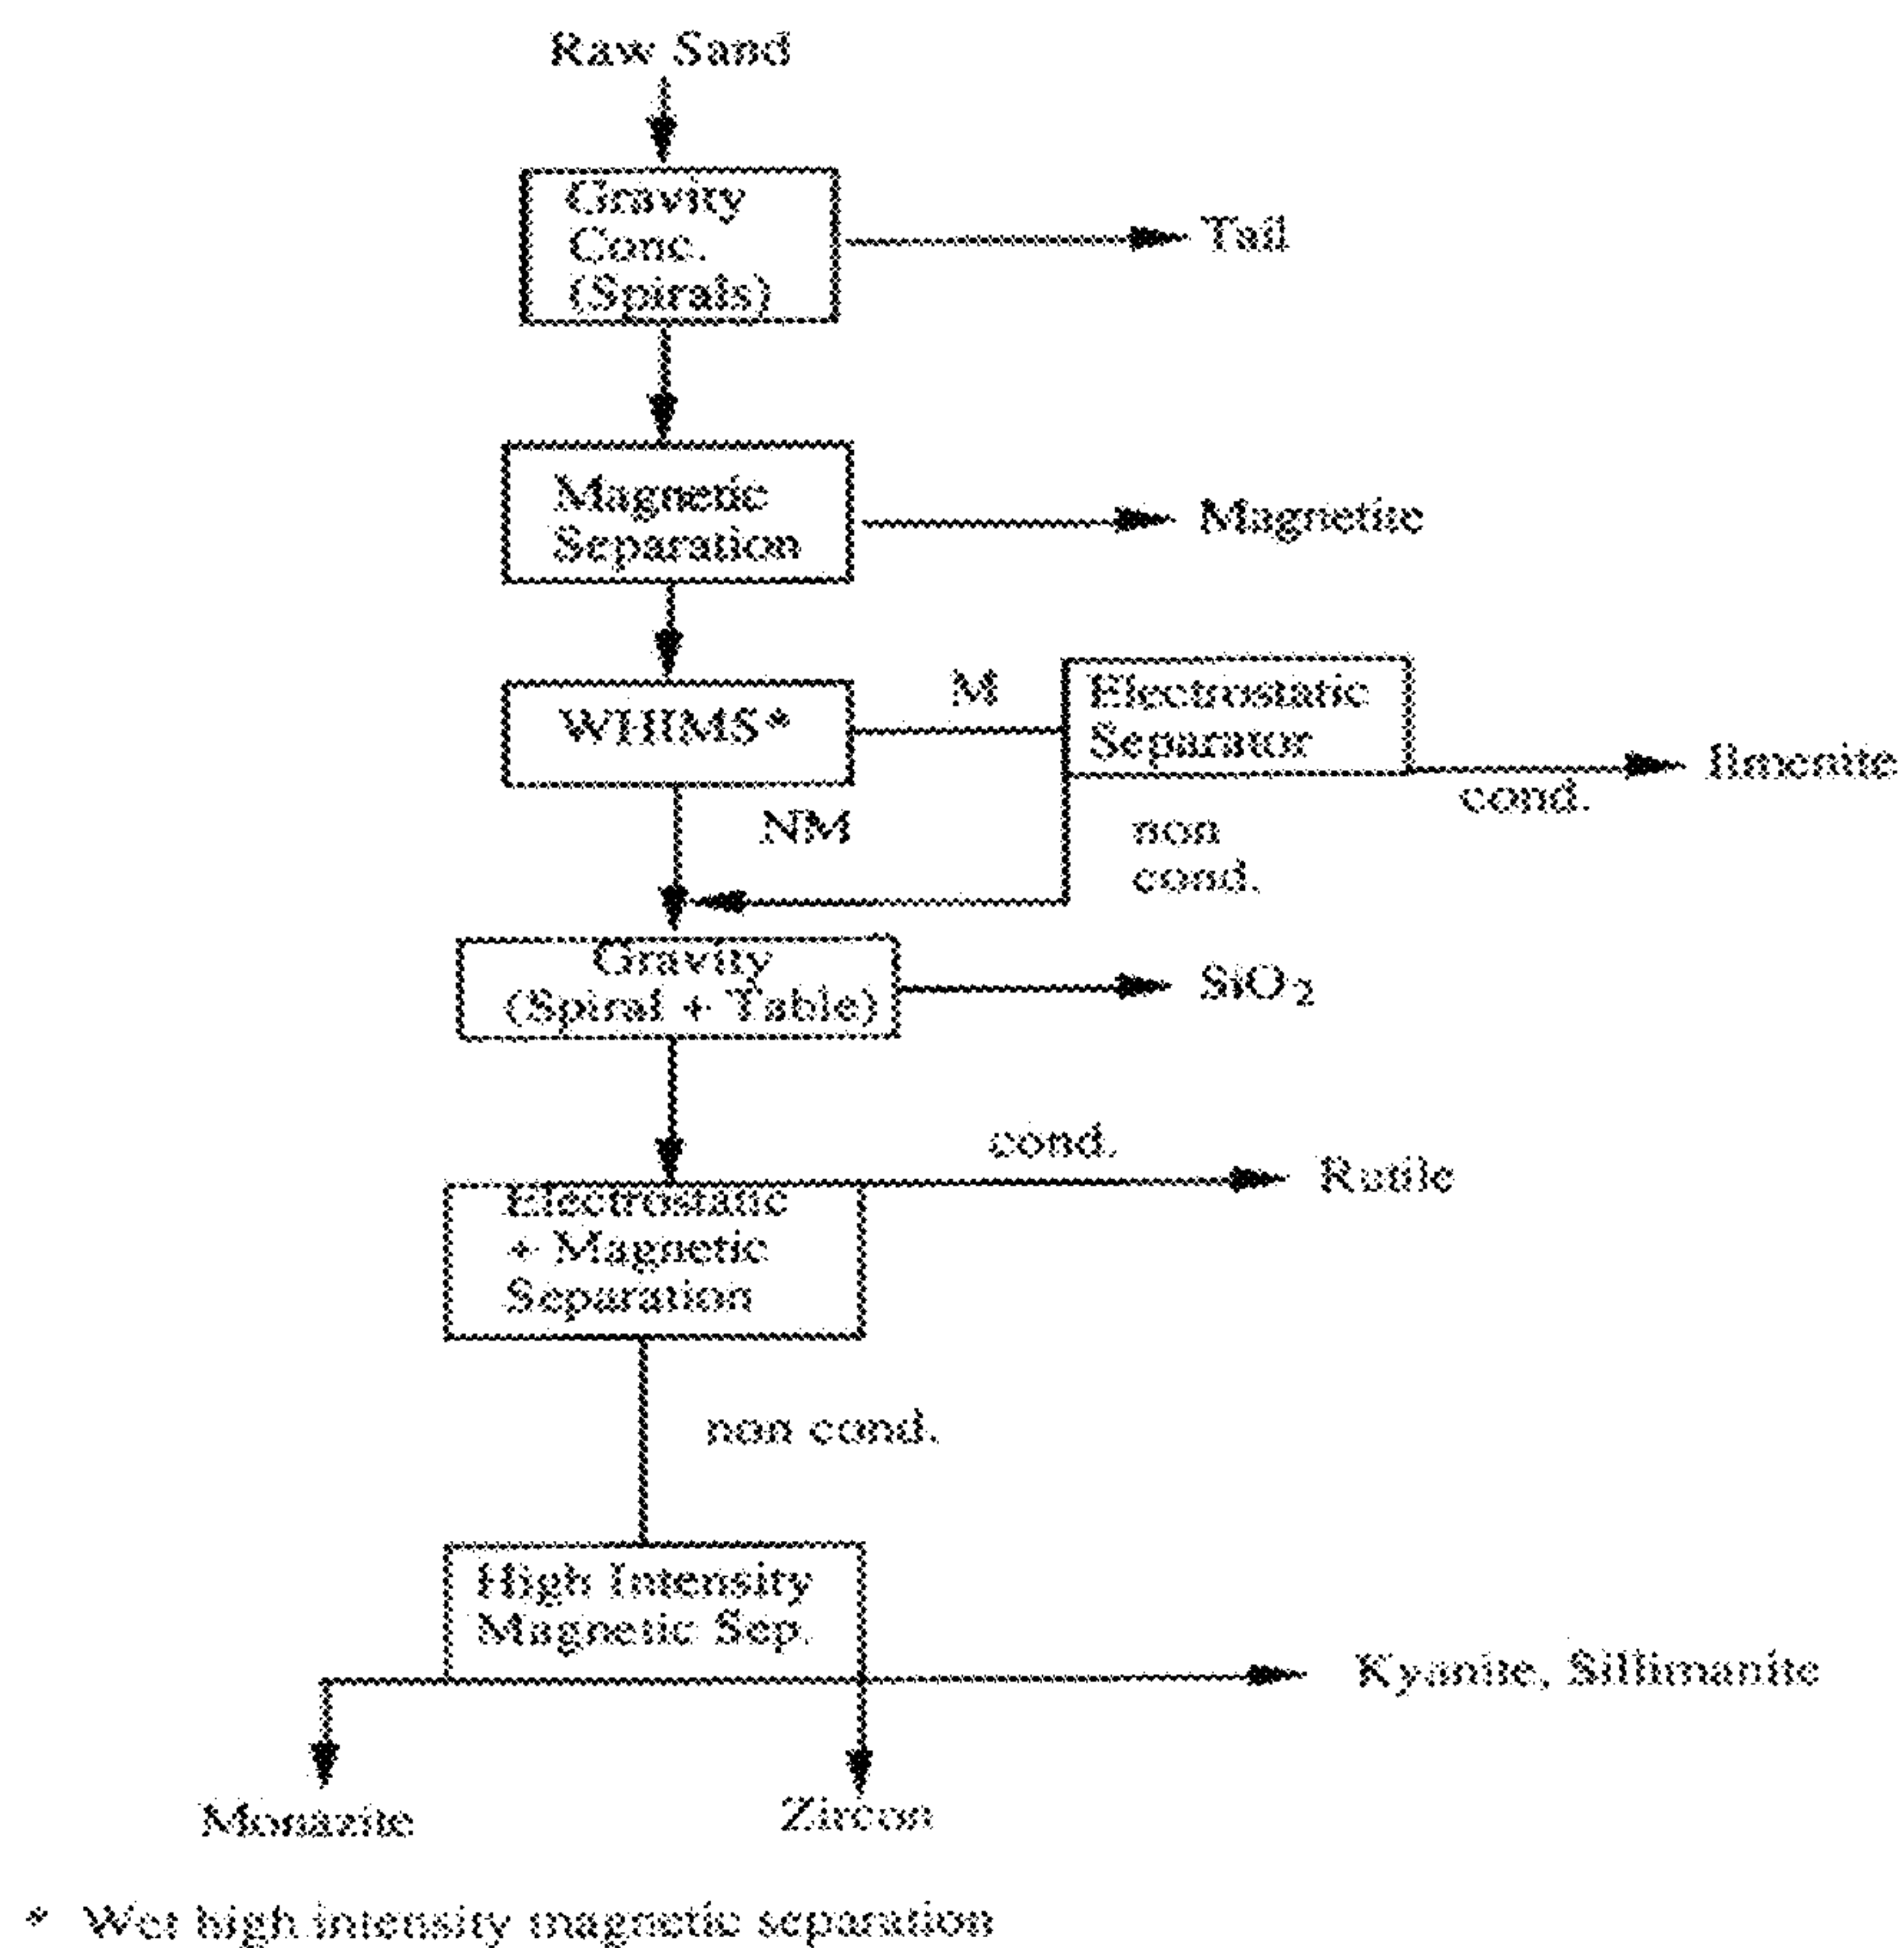 Raw Sand
Gravity
Conc.
(Spirals)
Tail
Magnetic
Separation
Magnetite
WHIMS*
M
Electrostatic
Separator
cond.
Ilmenite
NM
non
cond.
Gravity
(Spiral + Table)
SiO₂
cond.
Rutile
Electrostatic
+ Magnetic
Separation
non cond.
High Intensity
Magnetic Sep.
Kyanite, Sillimanite
Monazite
Zircon
* Wet high intensity magnetic separation